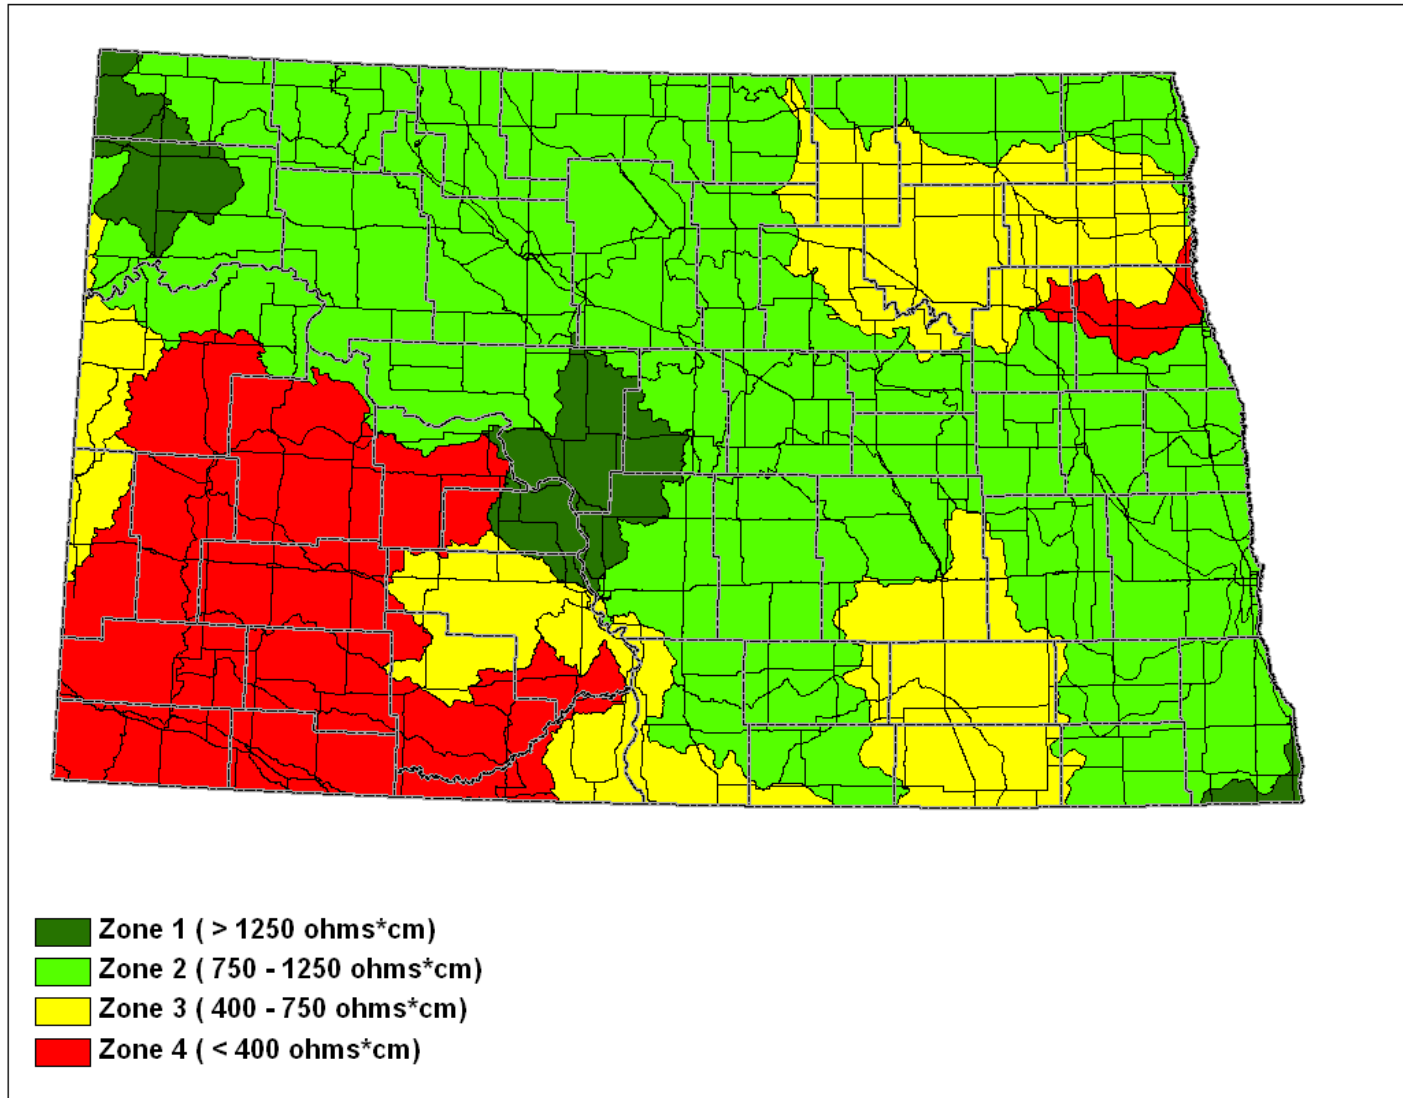 Zone 1 ( > 1250 ohms*cm)
Zone 2 ( 750 - 1250 ohms*cm)
Zone 3 ( 400 - 750 ohms*cm)
Zone 4 ( < 400 ohms*cm)